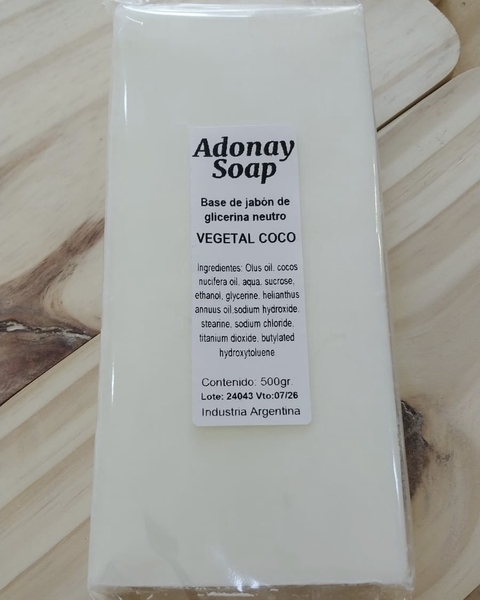 Adonay
Soap
Base de jabón de
glicerina neutro
VEGETAL COCO
Ingredientes: Olus oil. cocos
nucifera oil. aqua. sucrose,
ethanol, glycerine. helianthus
annuus oil.sodium hydroxide.
stearine. sodium chloride,
titanium dioxide. butylated
hydroxytoluene
Contenido: 500gr.
Lote: 24043 Vto:07/26
Industria Argentina